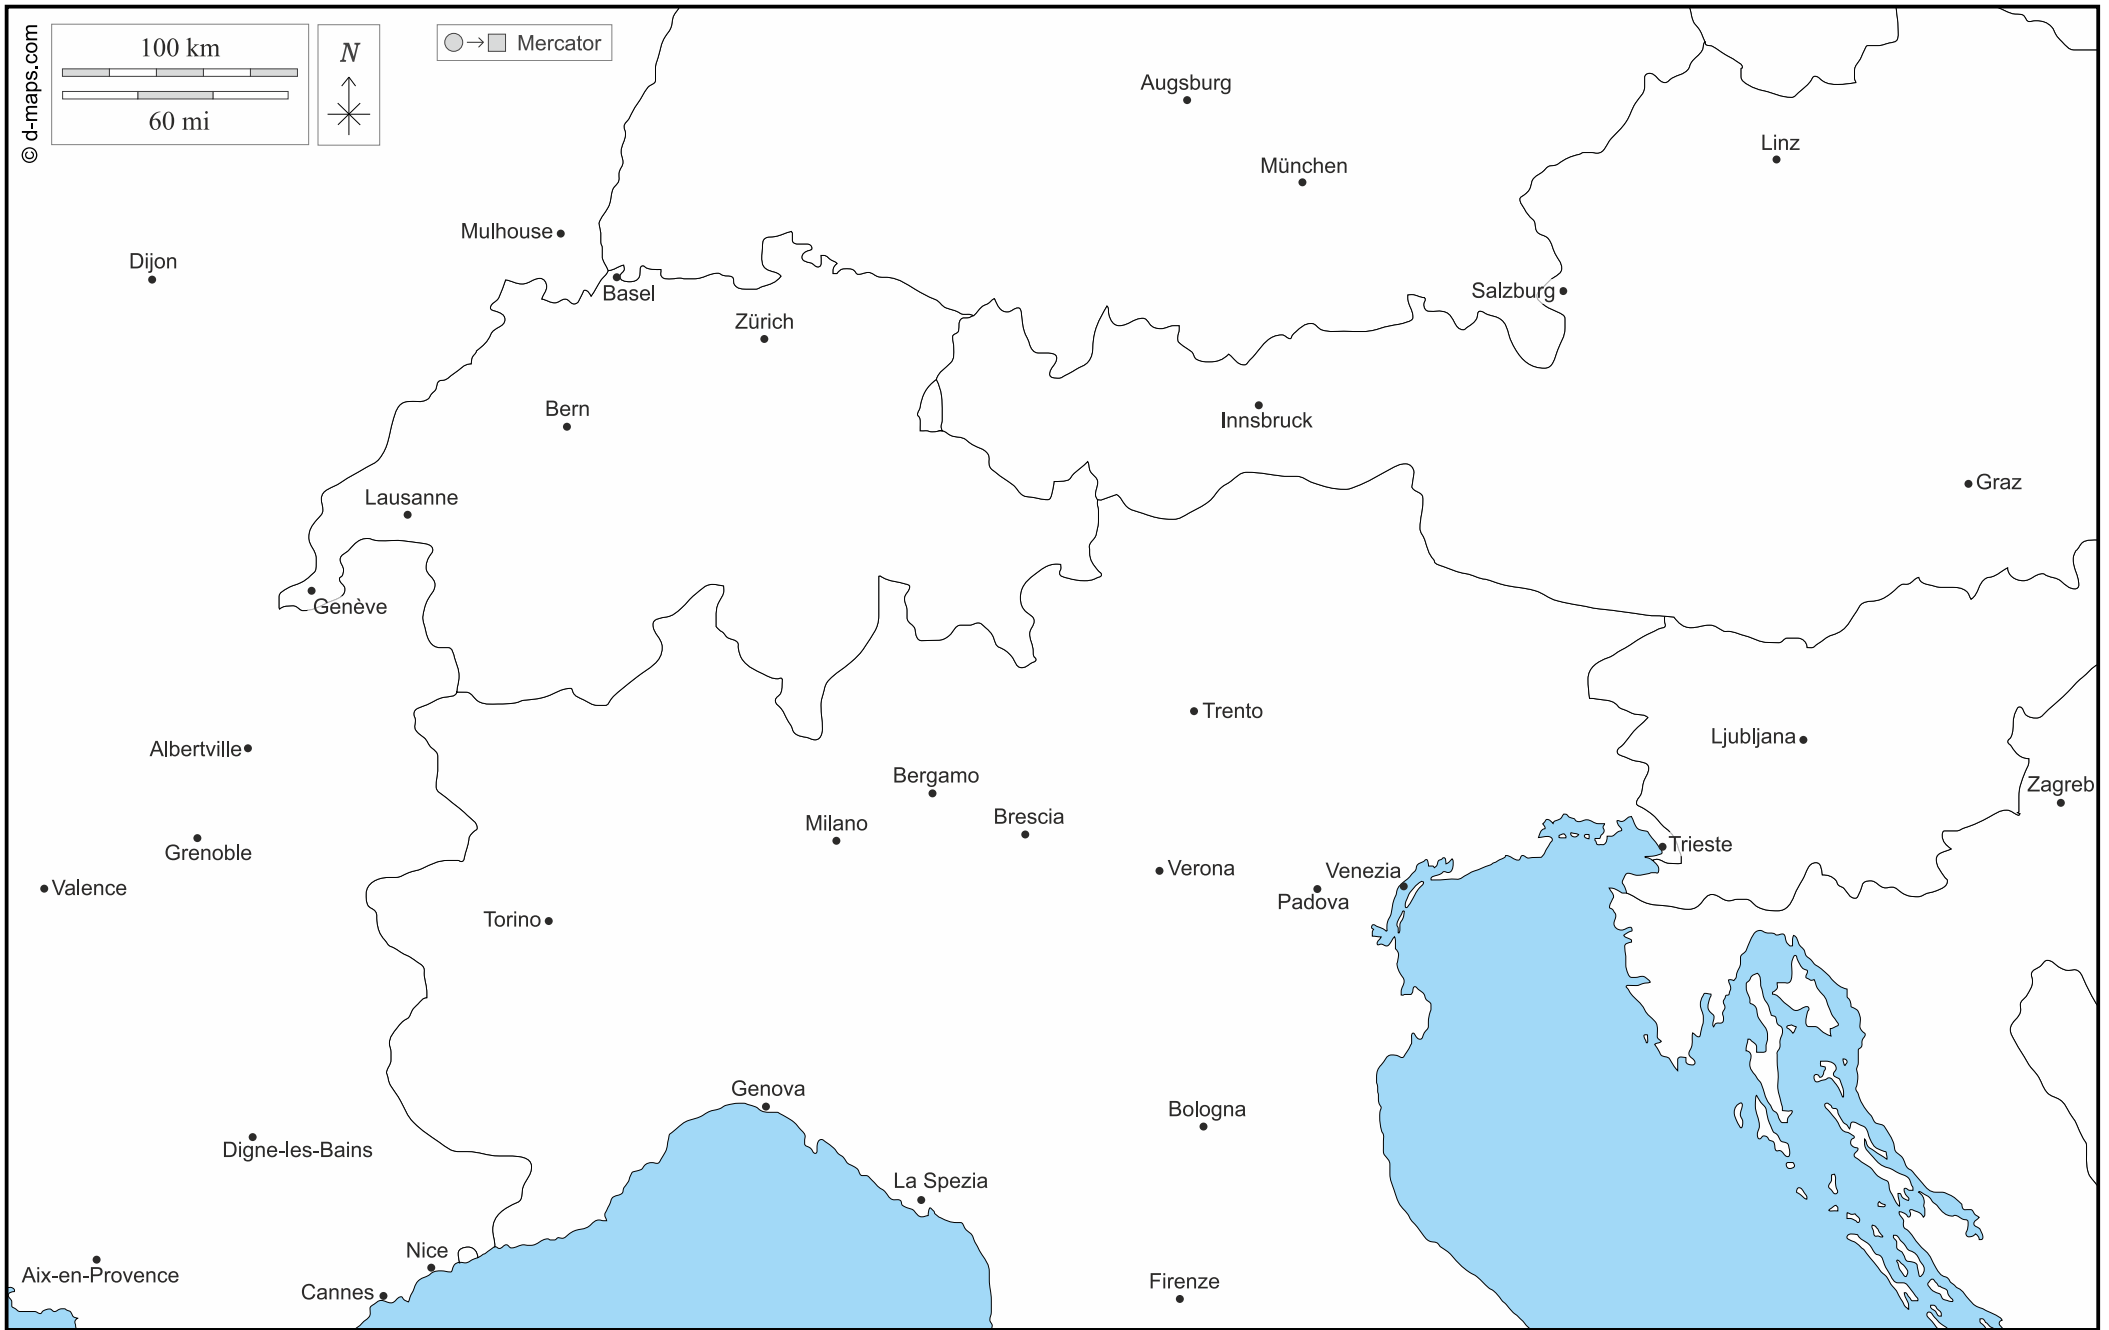 © d-maps.com
100 km
60 mi
N
Mercator
Augsburg
Linz
München
Mulhouse
Dijon
Basel
Salzburg
Zürich
Bern
Innsbruck
Graz
Lausanne
Genève
Trento
Ljubljana
Albertville
Bergamo
Zagreb
Milano
Brescia
Grenoble
Trieste
Verona
Venezia
Valence
Padova
Torino
Genova
Bologna
Digne-les-Bains
La Spezia
Nice
Aix-en-Provence
Firenze
Cannes